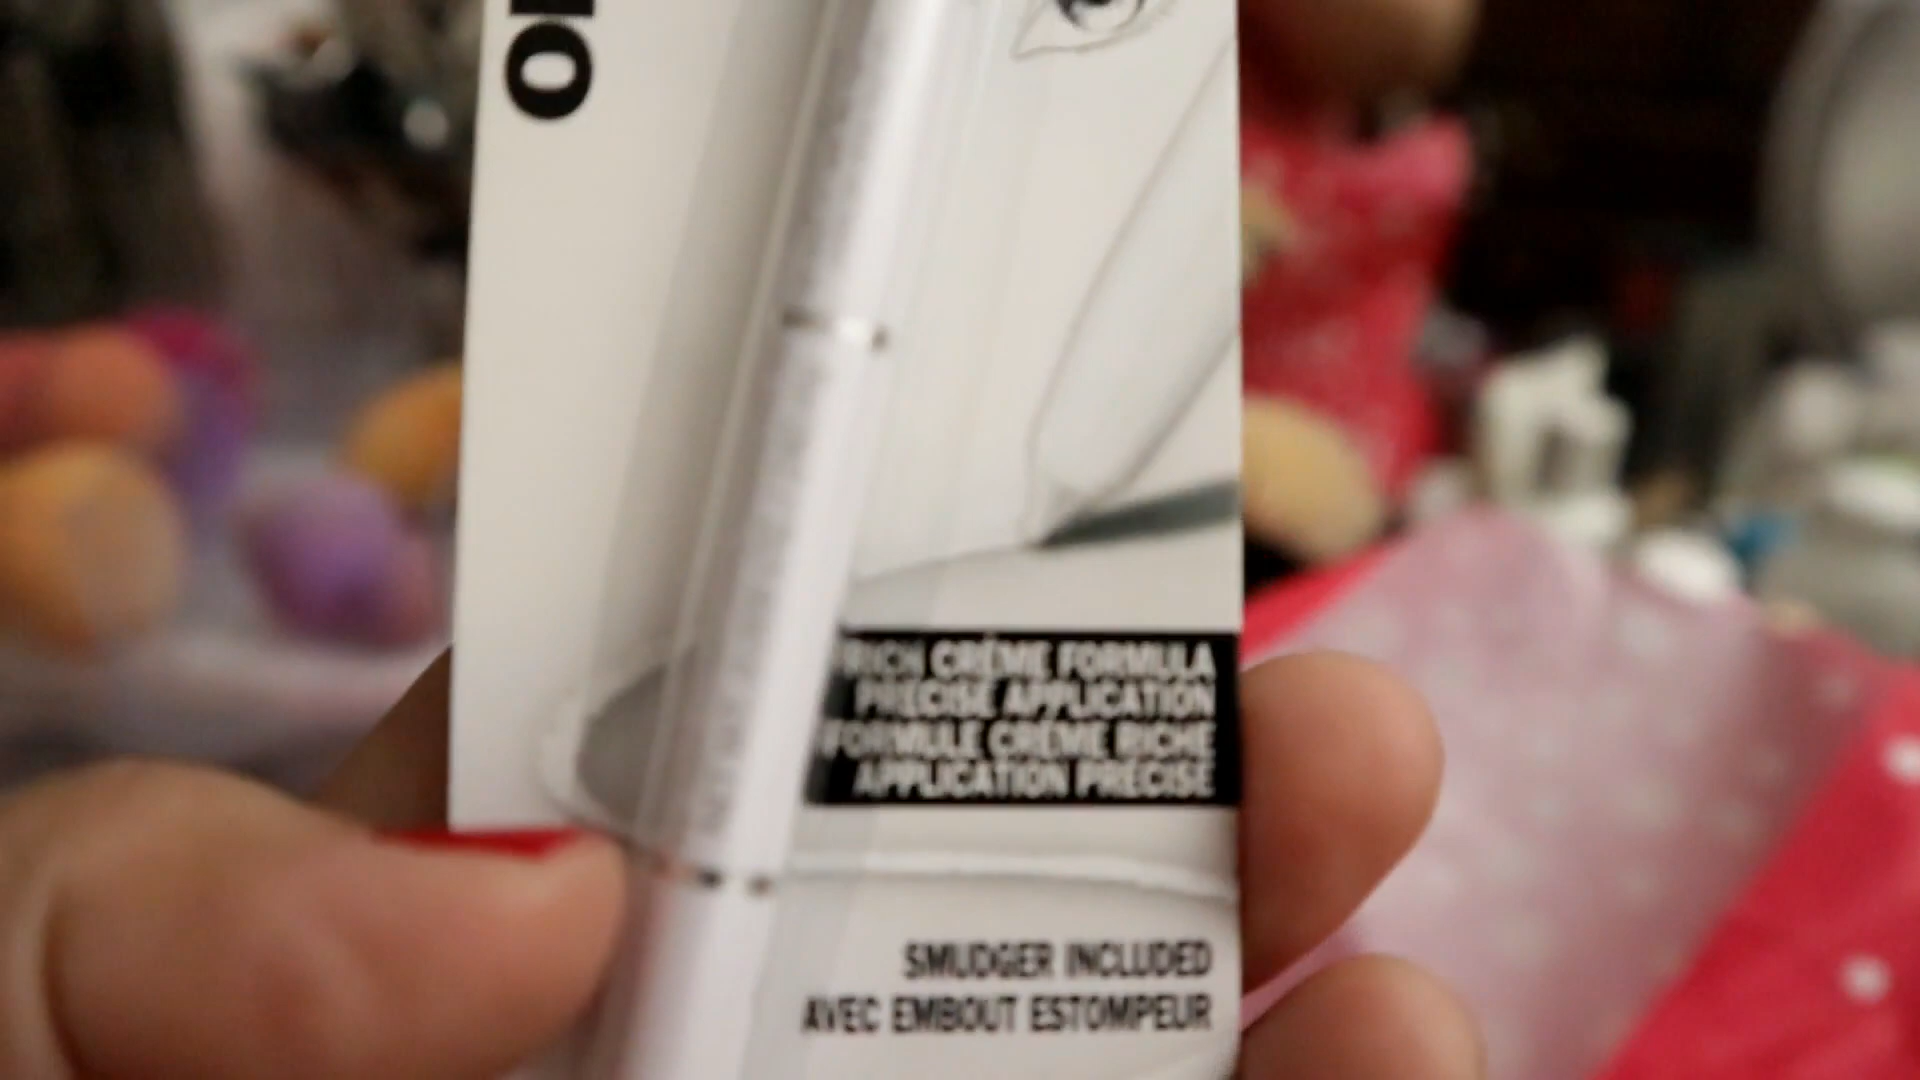 RICH CRÈME FORMULA
PRECISE APPLICATION
FORMULE CRÈME RICHE
APPLICATION PRÉCISE
SMUDGER INCLUDED
AVEC EMBOUT ESTOMPEUR